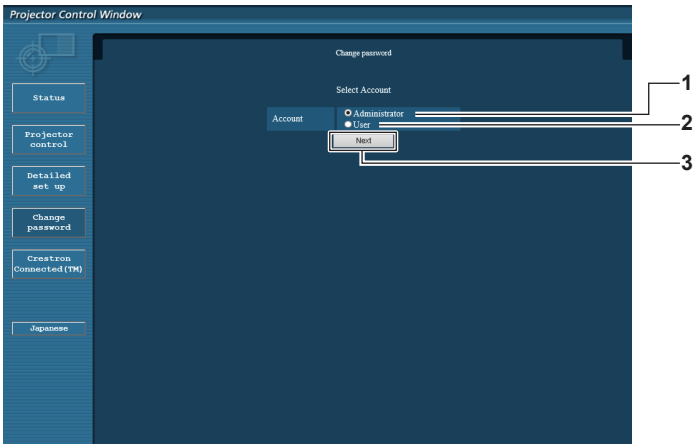 Projector Control Window
Change password
Select Account
Account
Administrator
User
Next
Status
Projector
control
Detailed
set up
Change
password
Crestron
Connected(TM)
Japanese
1
2
3